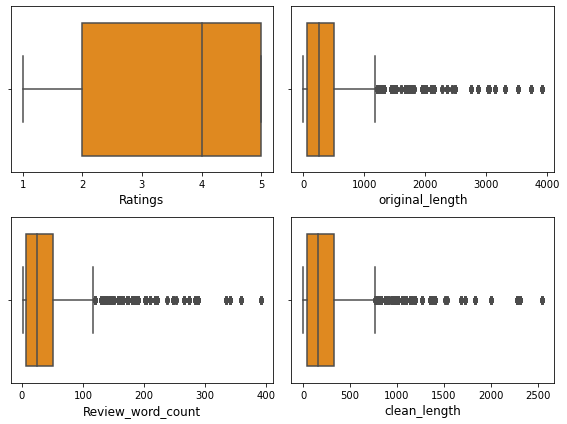 1 2 3 4 5
Ratings
0 1000 2000 3000 4000
original_length
0 100 200 300 400
Review_word_count
0 500 1000 1500 2000 2500
clean_length